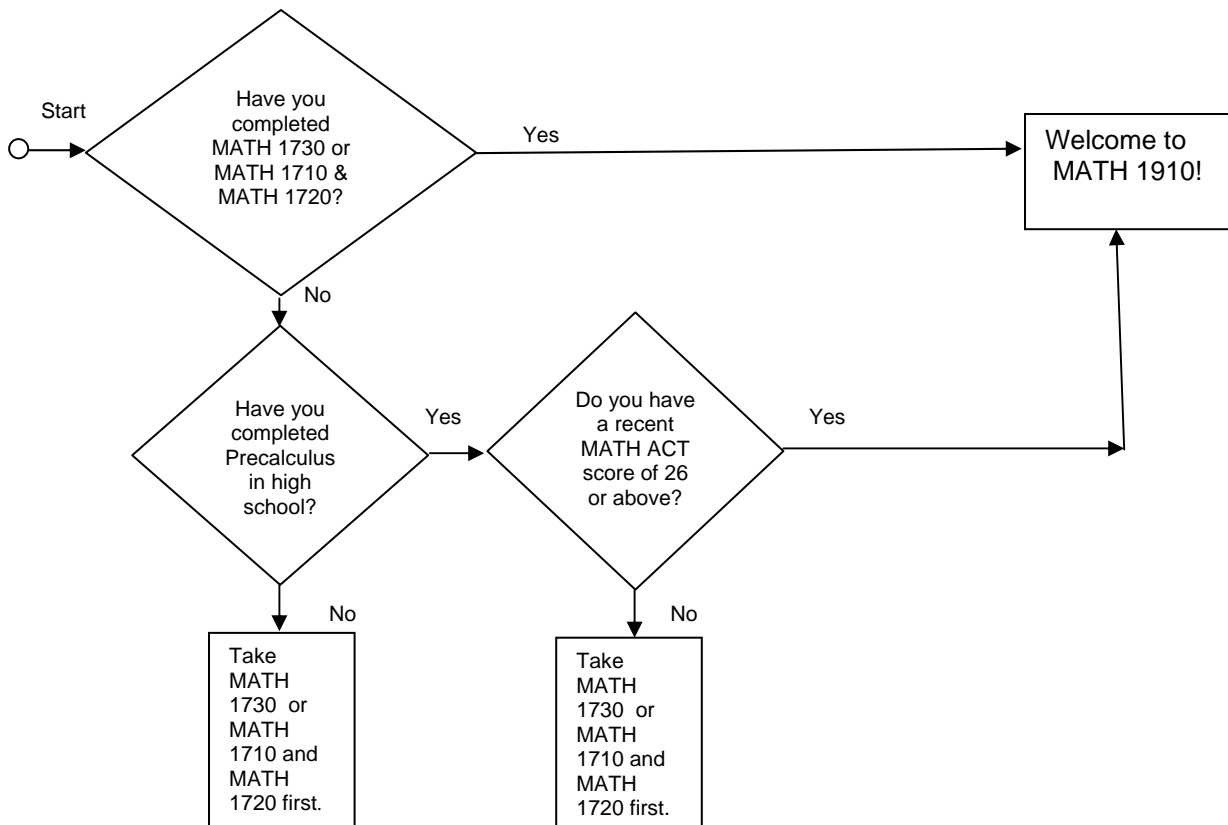 Start
Have you
completed
MATH 1730 or
MATH 1710 &
MATH 1720?
Yes
Welcome to
MATH 1910!
No
Have you
completed
Precalculus
in high
school?
Yes
Do you have
a recent
MATH ACT
score of 26
or above?
Yes
No
Take
MATH
1730 or
MATH
1710 and
MATH
1720 first.
No
Take
MATH
1730 or
MATH
1710 and
MATH
1720 first.